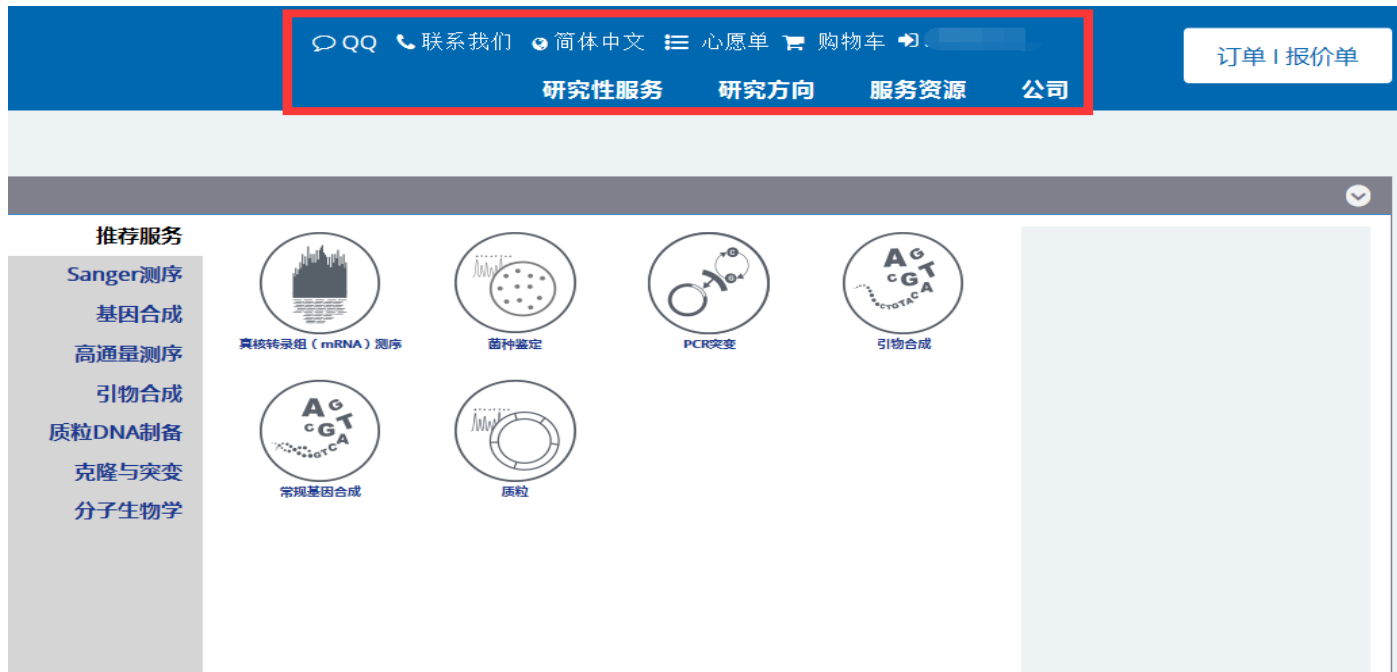 QQ 联系我们 简体中文 心愿单 购物车
订单 | 报价单
研究性服务 研究方向 服务资源 公司
推荐服务
Sanger测序
基因合成
高通量测序
引物合成
质粒DNA制备
克隆与突变
分子生物学
真核转录组（mRNA）测序 菌种鉴定 PCR突变 引物合成
常规基因合成 质粒